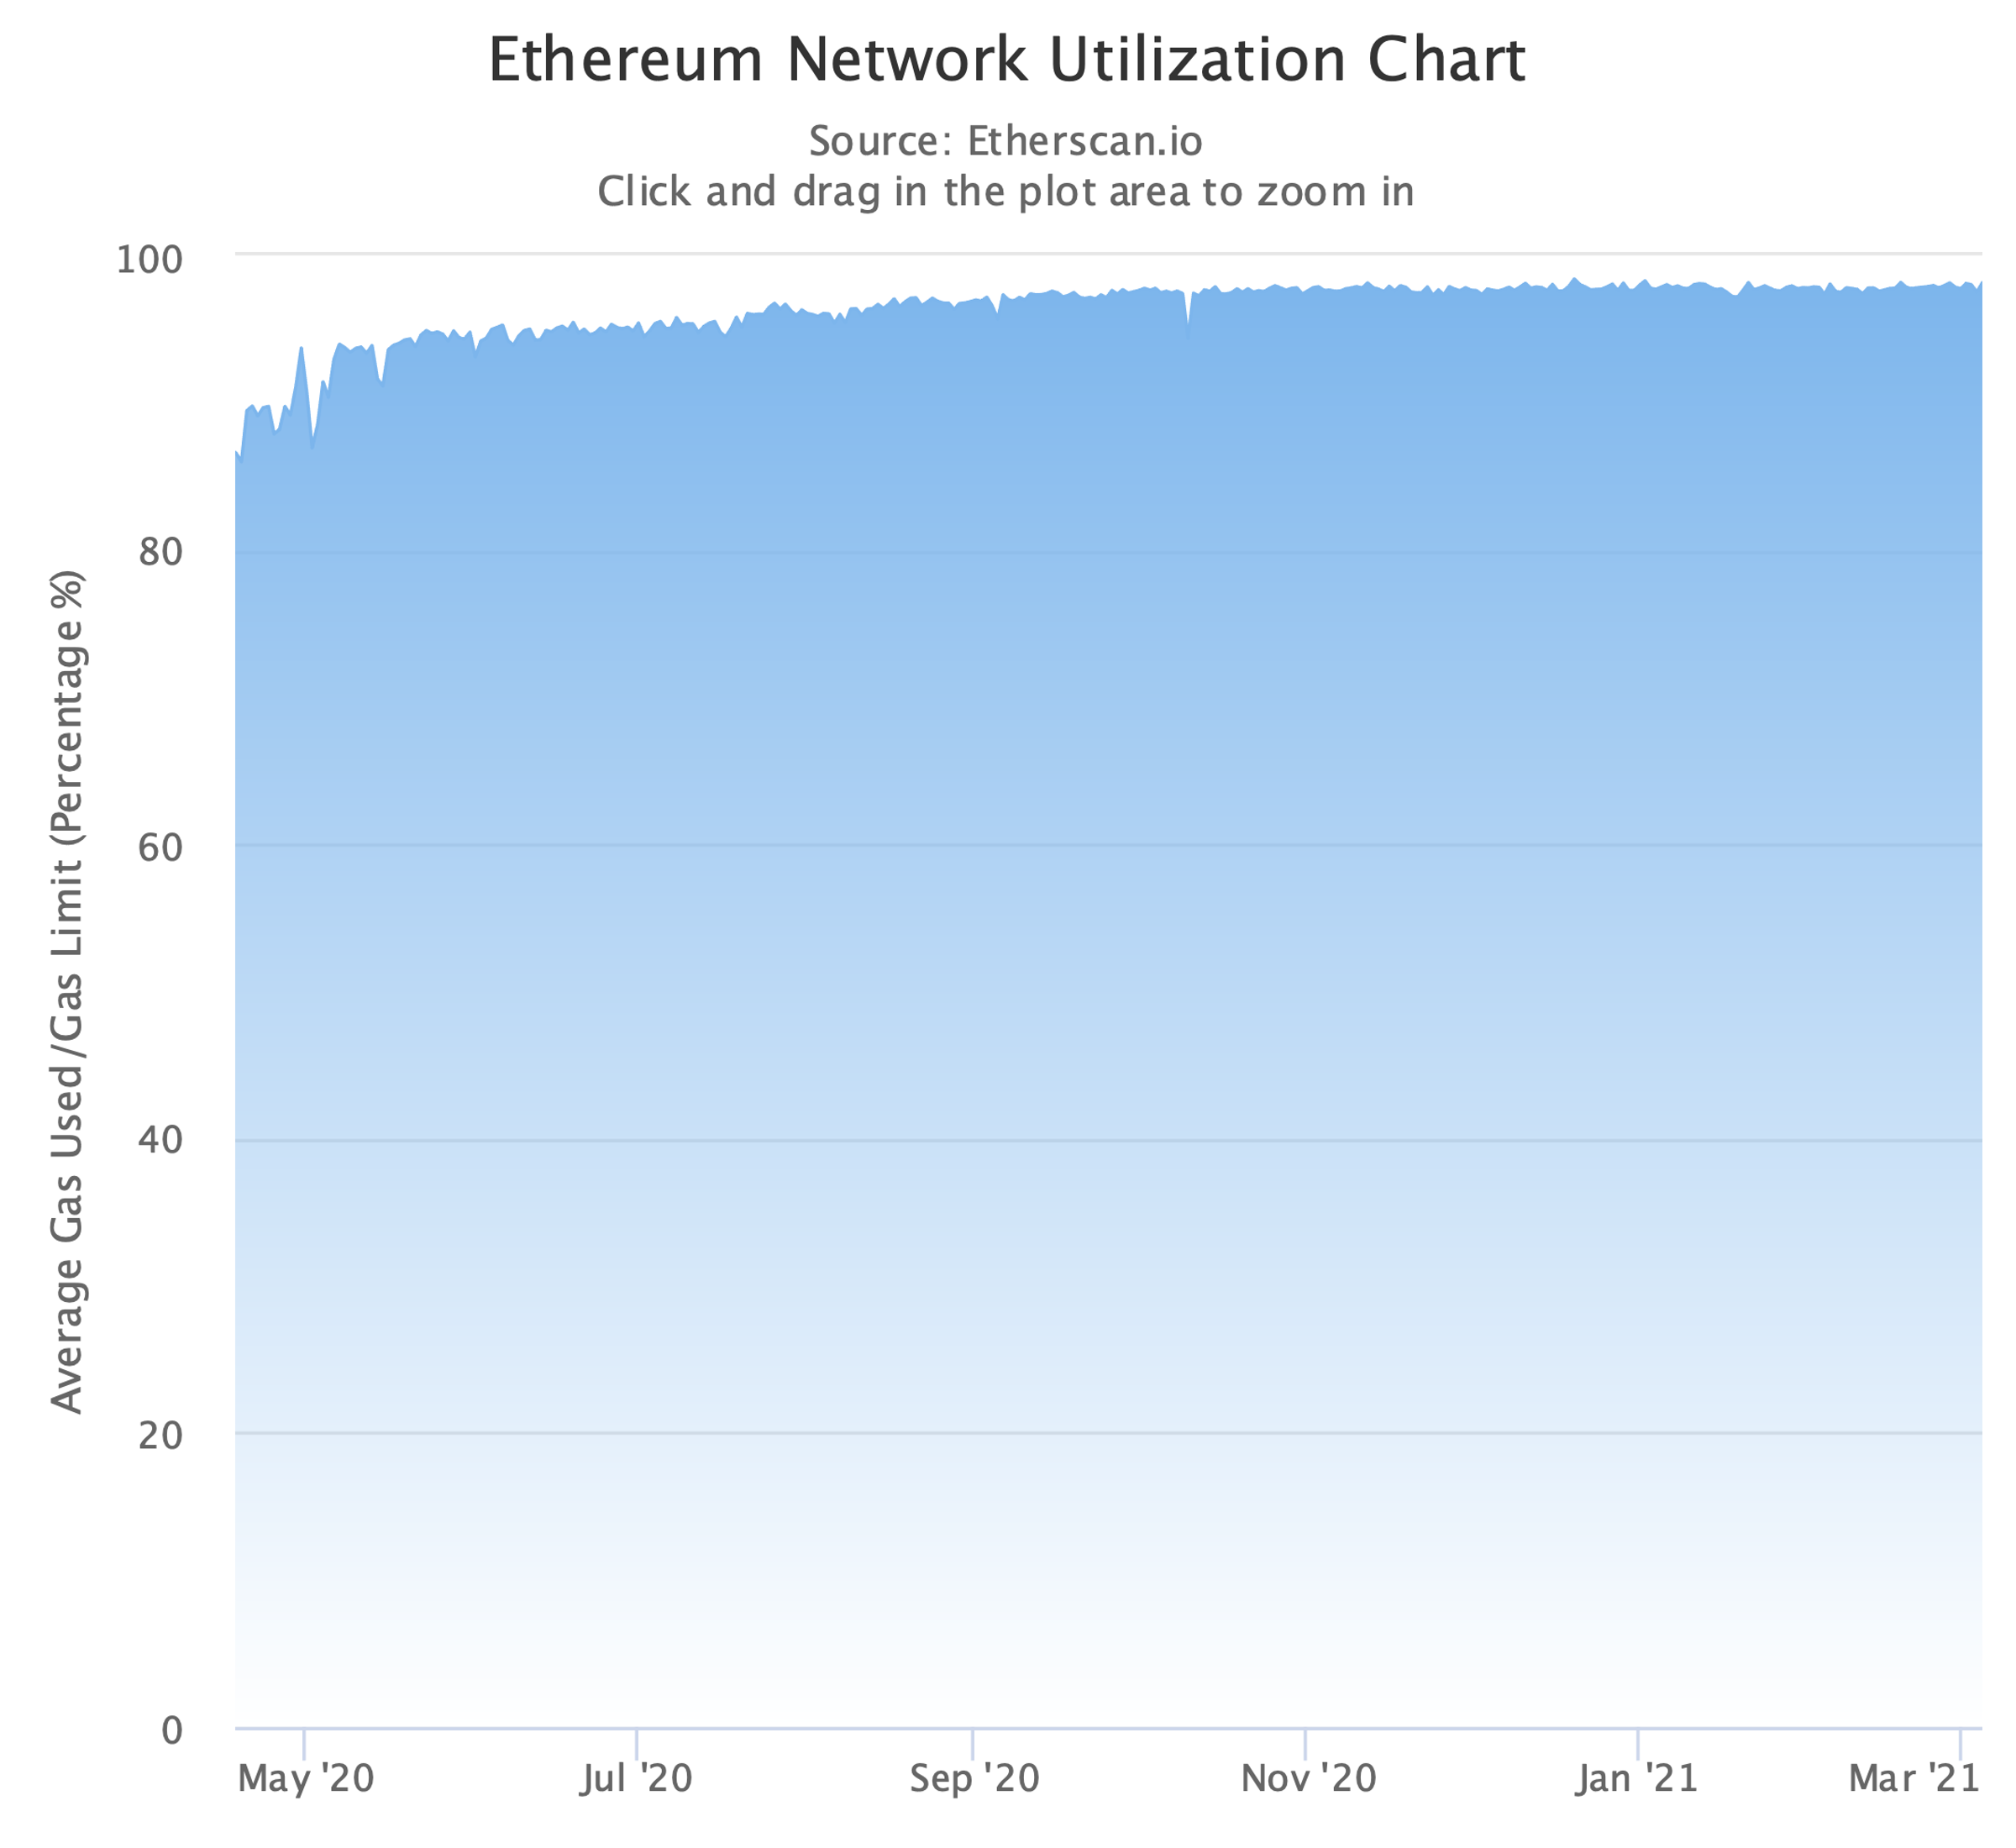 Ethereum Network Utilization Chart
Source: Etherscan.io
Click and drag in the plot area to zoom in
Average Gas Used/Gas Limit (Percentage %)
100
80
60
40
20
0
May '20 Jul '20 Sep '20 Nov '20 Jan '21 Mar '21